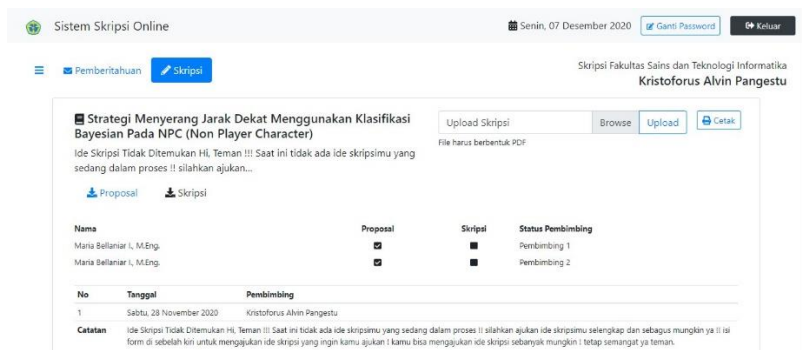 Sistem Skripsi Online
Senin, 07 Desember 2020
Ganti Password
Keluar
Pemberitahuan
Skripsi
Skripsi Fakultas Sains dan Teknologi Informatika
Kristoforus Alvin Pangestu
Strategi Menyerang Jarak Dekat Menggunakan Klasifikasi
Bayesian Pada NPC (Non Player Character)
Ide Skripsi Tidak Ditemukan Hi, Teman !!! Saat ini tidak ada ide skripsimu yang
sedang dalam proses !! silahkan ajukan...
Upload Skripsi
Browse
Upload
Cetak
File harus berbentuk PDF
Proposal
Skripsi
Nama Proposal Skripsi Status Pembimbing
Maria Bellaniar I., M.Eng. Pembimbing 1
Maria Bellaniar I., M.Eng. Pembimbing 2
No Tanggal Pembimbing
1 Sabtu, 28 November 2020 Kristoforus Alvin Pangestu
Catatan Ide Skripsi Tidak Ditemukan Hi, Teman !!! Saat ini tidak ada ide skripsimu yang sedang dalam proses !! silahkan ajukan ide skripsimu selengkap dan sebagus mungkin ya !! isi
form di sebelah kiri untuk mengajukan ide skripsi yang ingin kamu ajukan ! kamu bisa mengajukan ide skripsi sebanyak mungkin ! tetap semangat ya teman.